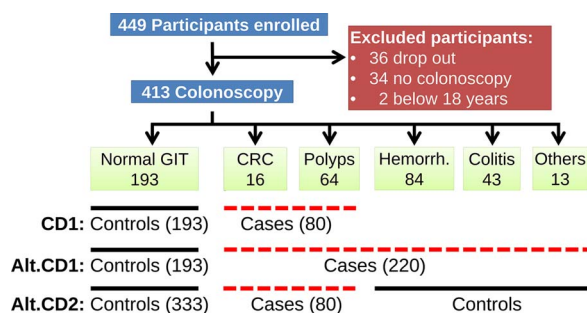 449 Participants enrolled
Excluded participants:
• 36 drop out
• 34 no colonoscopy
• 2 below 18 years
413 Colonoscopy
Normal GIT CRC Polyps Hemorrh. Colitis Others
193 16 64 84 43 13
CD1: Controls (193) Cases (80)
Alt.CD1: Controls (193) Cases (220)
Alt.CD2: Controls (333) Cases (80) Controls